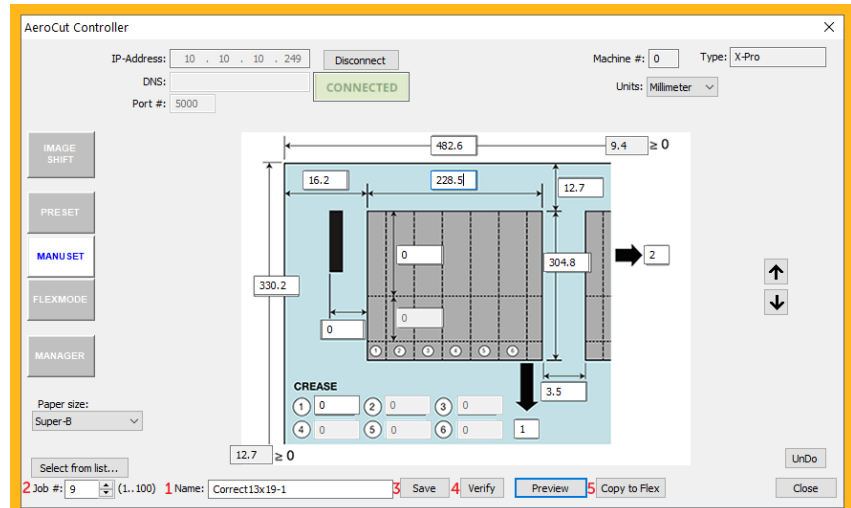 AeroCut Controller
IP-Address: 10 . 10 . 10 . 249 Disconnect Machine #: 0 Type: X-Pro
DNS: CONNECTED Units: Millimeter
Port #: 5000
IMAGE
SHIFT
PRESET
MANUSET
FLEXMODE
MANAGER
482.6 9.4 ≥ 0
16.2 228.5 12.7
0 304.8 2
330.2
0
0
1 2 3 4 5 6
CREASE 3.5
1 0 2 0 3 0
4 0 5 0 6 0 1
12.7 ≥ 0
Paper size:
Super-B
Select from list... UnDo
2 Job #: 9 (1..100) 1 Name: Correct13x19-1 3 Save 4 Verify Preview 5 Copy to Flex Close